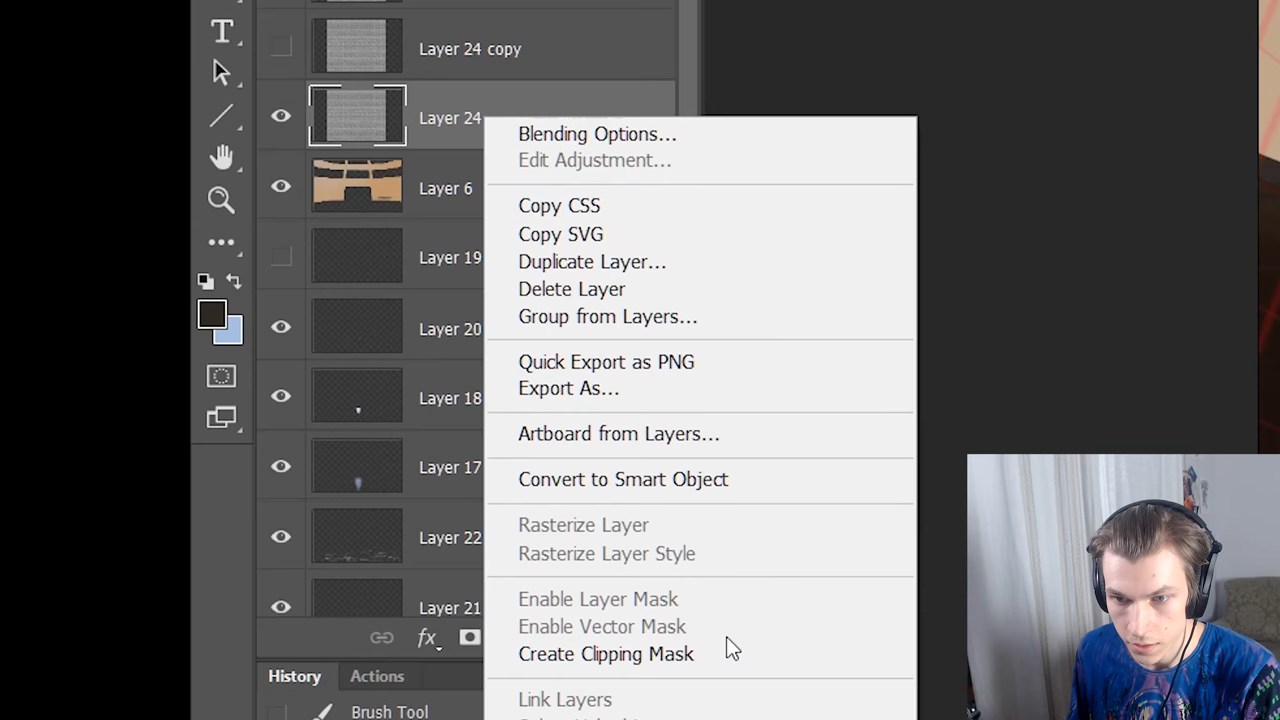 T
Layer 24 copy
Layer 24
Blending Options...
Edit Adjustment...
Layer 6
Copy CSS
Copy SVG
Layer 19
Duplicate Layer...
Delete Layer
Group from Layers...
Layer 20
Quick Export as PNG
Export As...
Layer 18
Artboard from Layers...
Layer 17
Convert to Smart Object
Rasterize Layer
Layer 22
Rasterize Layer Style
Enable Layer Mask
Layer 21
Enable Vector Mask
fx
Create Clipping Mask
History
Actions
Link Layers
Brush Tool